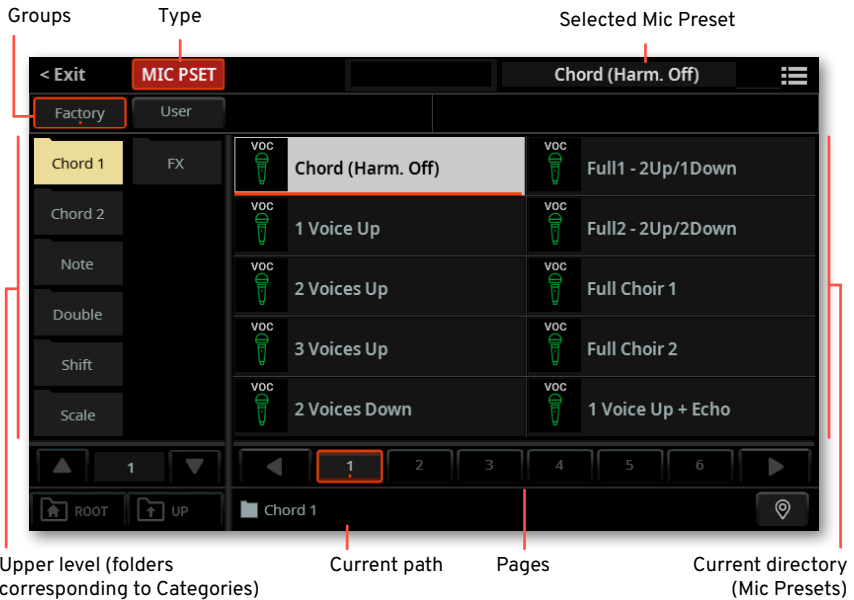 Groups
Type
Selected Mic Preset
< Exit
MIC PSET
Chord (Harm. Off)
Factory
User
Chord 1
FX
Chord 2
Note
Double
Shift
Scale
VOC
Chord (Harm. Off)
VOC
Full1 - 2Up/1Down
VOC
1 Voice Up
VOC
Full2 - 2Up/2Down
VOC
2 Voices Up
VOC
Full Choir 1
VOC
3 Voices Up
VOC
Full Choir 2
VOC
2 Voices Down
VOC
1 Voice Up + Echo
1
1
2
3
4
5
6
ROOT
UP
Chord 1
Upper level (folders
corresponding to Categories)
Current path
Pages
Current directory
(Mic Presets)